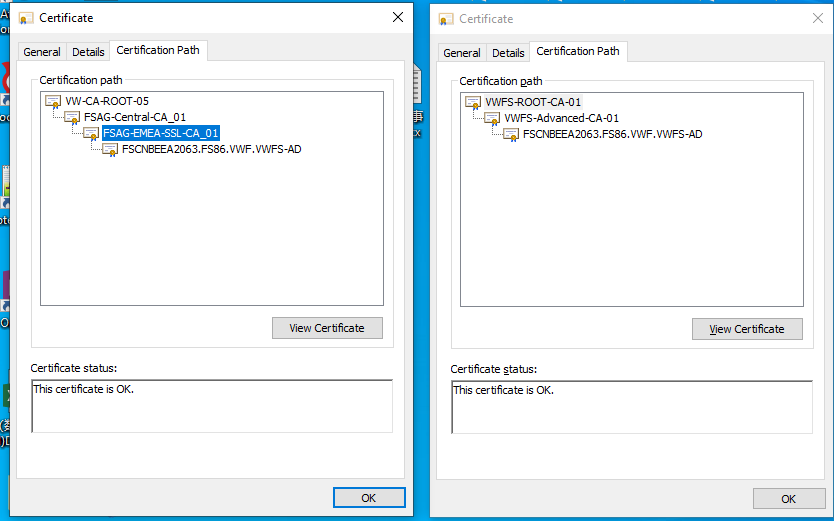 Certificate
General
Details
Certification Path
Certification path
VW-CA-ROOT-05
FSAG-Central-CA_01
FSAG-EMEA-SSL-CA_01
FSCNBEEA2063.FS86.VWF.VWFS-AD
View Certificate
Certificate status:
This certificate is OK.
OK
Certificate
General
Details
Certification Path
Certification path
VWFS-ROOT-CA-01
VWFS-Advanced-CA-01
FSCNBEEA2063.FS86.VWF.VWFS-AD
View Certificate
Certificate status:
This certificate is OK.
OK